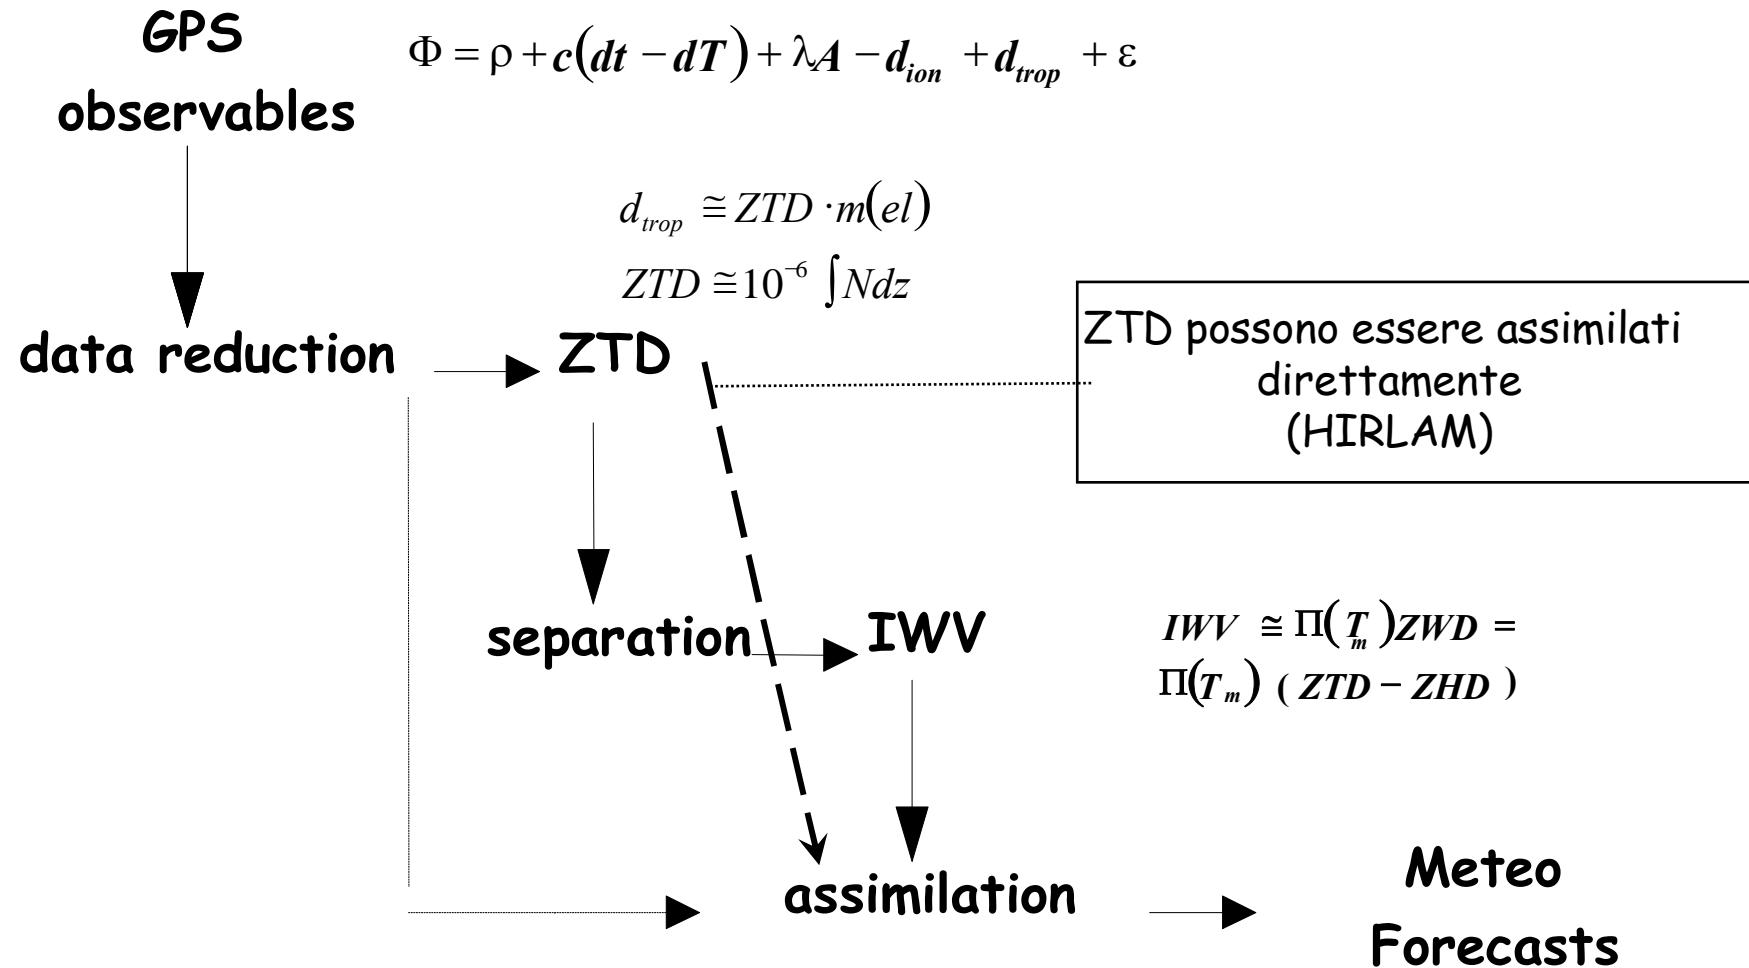 GPS
observables
Φ = ρ + c(dt − dT) + λA − d_ion + d_trop + ε
d_trop ≅ ZTD · m(el)
ZTD ≅ 10⁻⁶ ∫Ndz
data reduction
ZTD
ZTD possono essere assimilati
direttamente
(HIRLAM)
separation
IWV
IWV ≅ Π(T_m)ZWD =
Π(T_m) ( ZTD − ZHD )
assimilation
Meteo
Forecasts